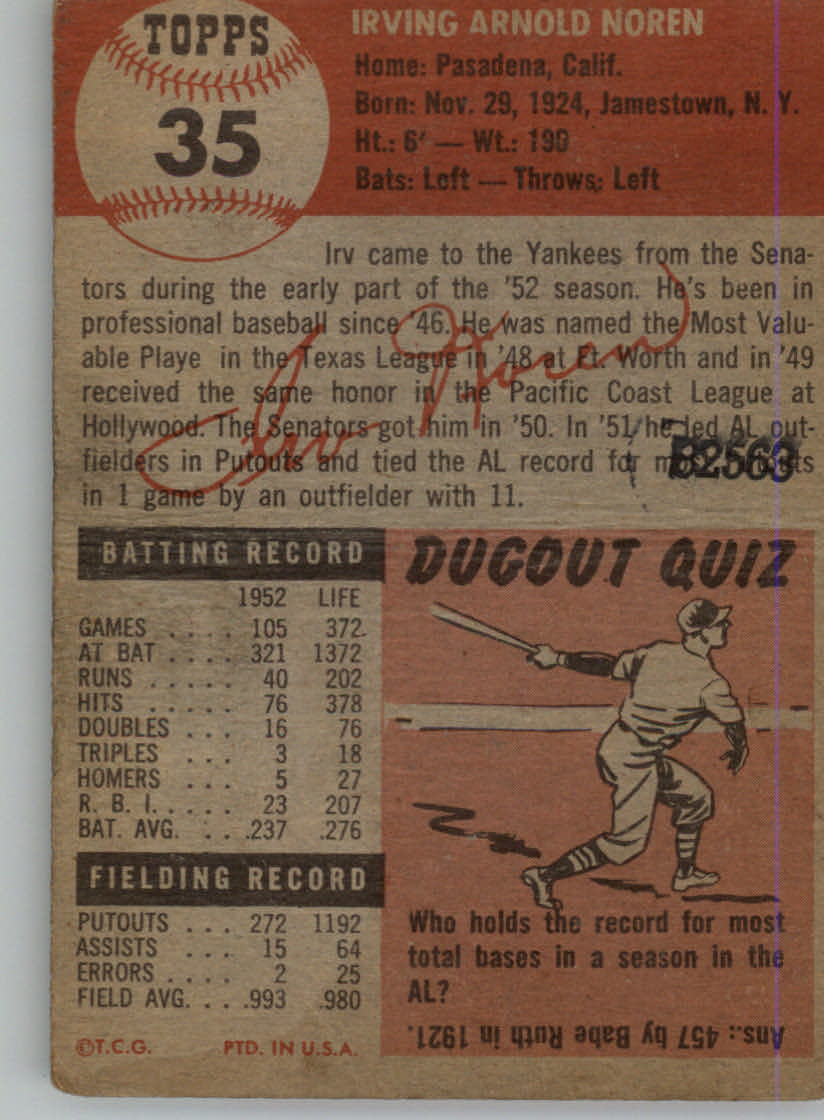 TOPPS
35
IRVING ARNOLD NOREN
Home: Pasadena, Calif.
Born: Nov. 29, 1924, Jamestown, N. Y.
Ht.: 6' — Wt.: 190
Bats: Left — Throws: Left
Irv came to the Yankees from the Sena-
tors during the early part of the '52 season. He's been in
professional baseball since '46. He was named the Most Valu-
able Playe in the Texas League in '48 at Ft. Worth and in '49
received the same honor in the Pacific Coast League at
Hollywood. The Senators got him in '50. In '51 he led AL out-
fielders in Putouts and tied the AL record for
in 1 game by an outfielder with 11.
Irv Noren
B2563
BATTING RECORD
1952 LIFE
GAMES .... 105 372
AT BAT .... 321 1372
RUNS ..... 40 202
HITS ..... 76 378
DOUBLES ... 16 76
TRIPLES ... 3 18
HOMERS ... 5 27
R. B. I. .... 23 207
BAT. AVG. ... .237 .276
FIELDING RECORD
PUTOUTS ... 272 1192
ASSISTS ... 15 64
ERRORS .... 2 25
FIELD AVG. ... .993 .980
©T.C.G. PTD. IN U.S.A.
DUGOUT QUIZ
Who holds the record for most
total bases in a season in the
AL?
Ans.: 457 by Babe Ruth in 1921.